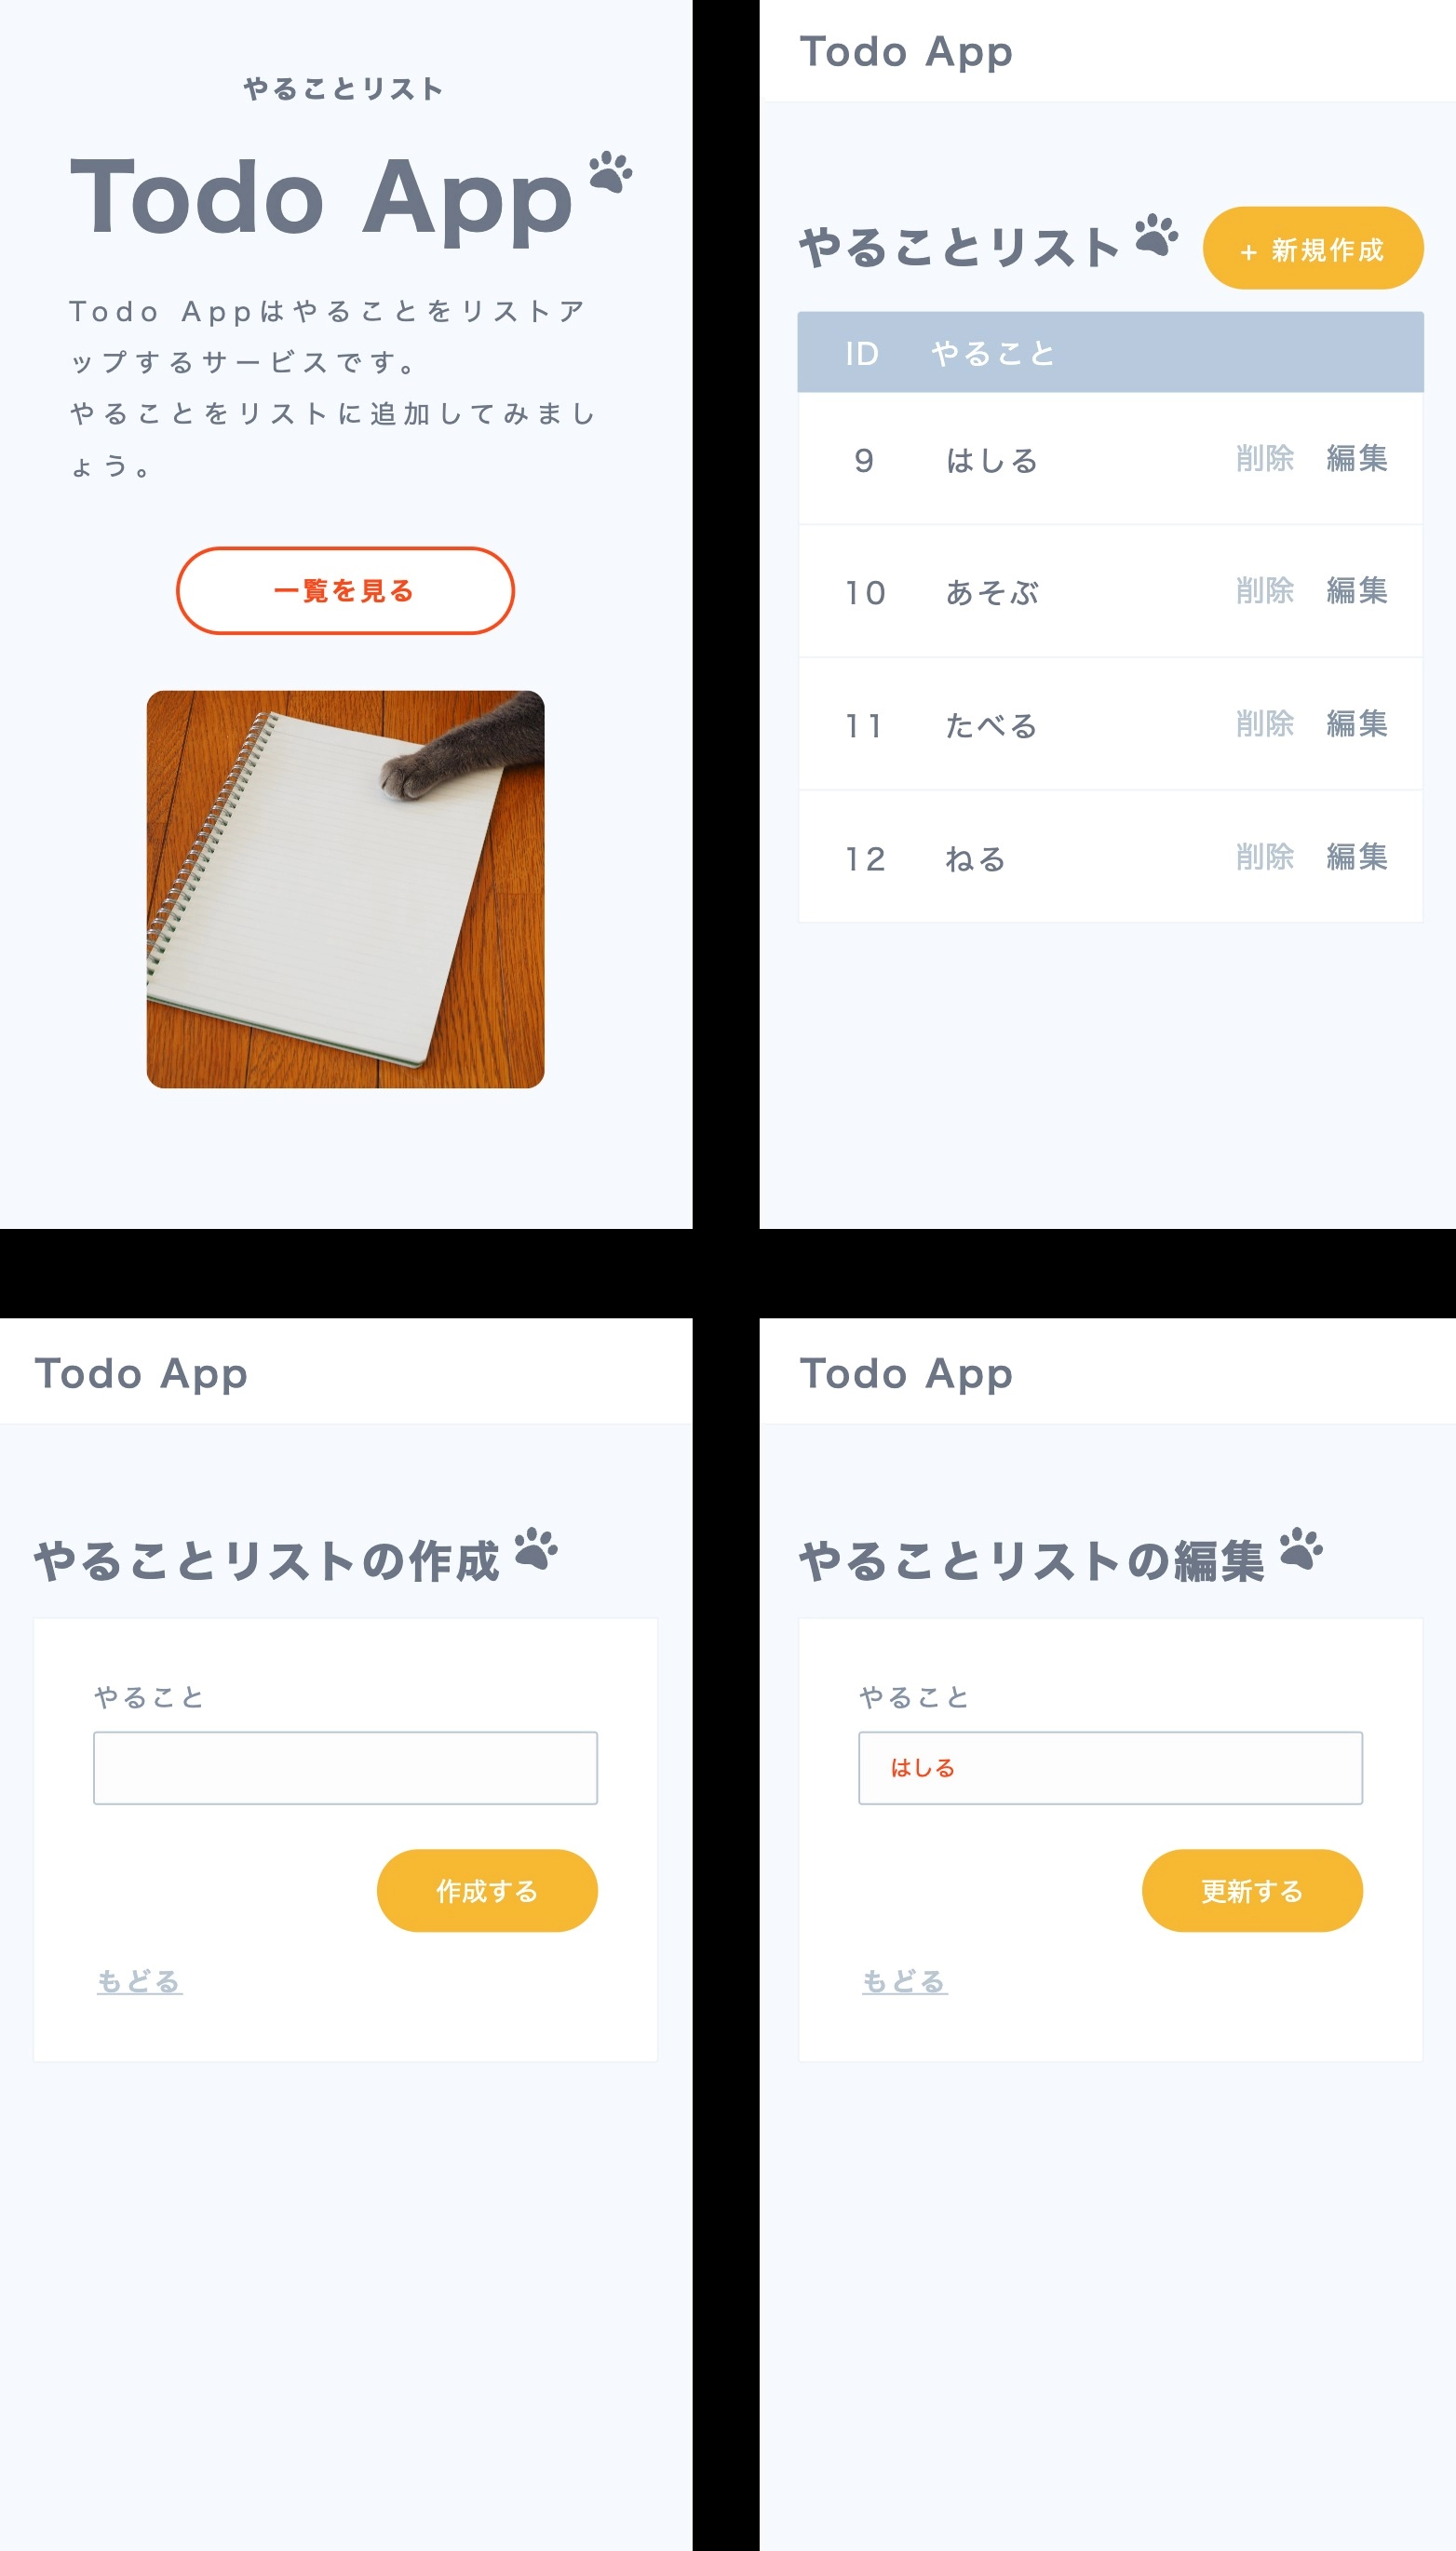 やることリスト
Todo App
Todo Appはやることをリストア
ップするサービスです。
やることをリストに追加してみまし
ょう。
一覧を見る
Todo App
やることリスト
+ 新規作成
ID やること
9 はしる 削除 編集
10 あそぶ 削除 編集
11 たべる 削除 編集
12 ねる 削除 編集
Todo App
やることリストの作成
やること
作成する
もどる
Todo App
やることリストの編集
やること
はしる
更新する
もどる